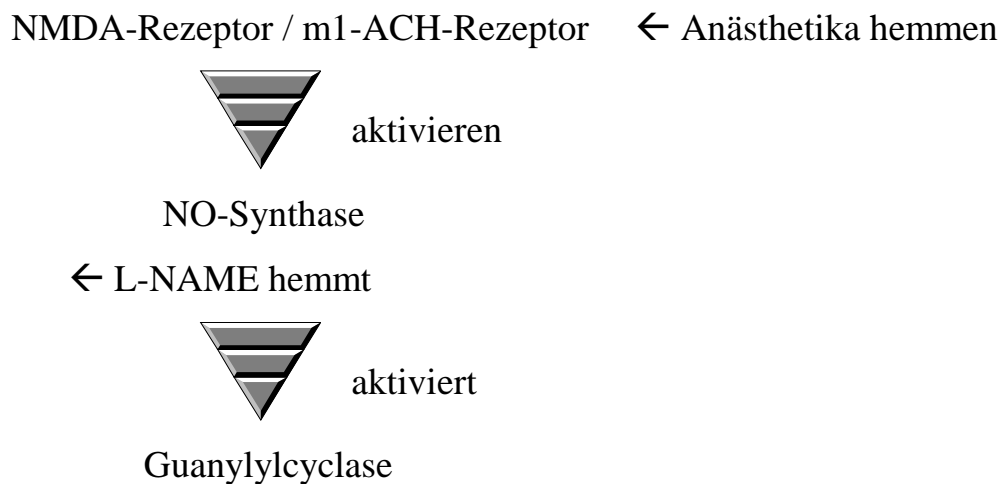 NMDA-Rezeptor / m1-ACH-Rezeptor ← Anästhetika hemmen
aktivieren
NO-Synthase
← L-NAME hemmt
aktiviert
Guanylylcyclase